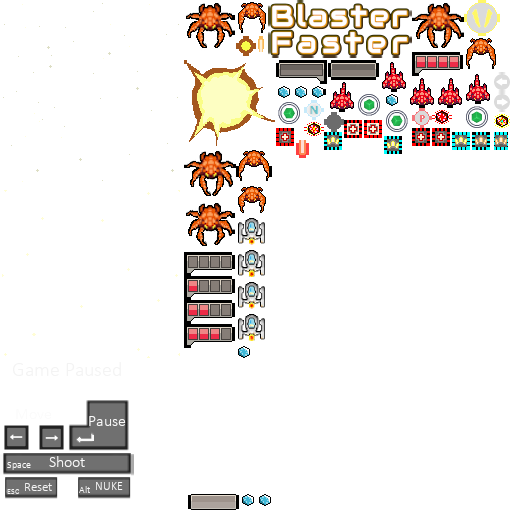 Blaster
Faster
N
P
Game Paused
Pause
← →
Space Shoot
ESC Reset
Alt NUKE